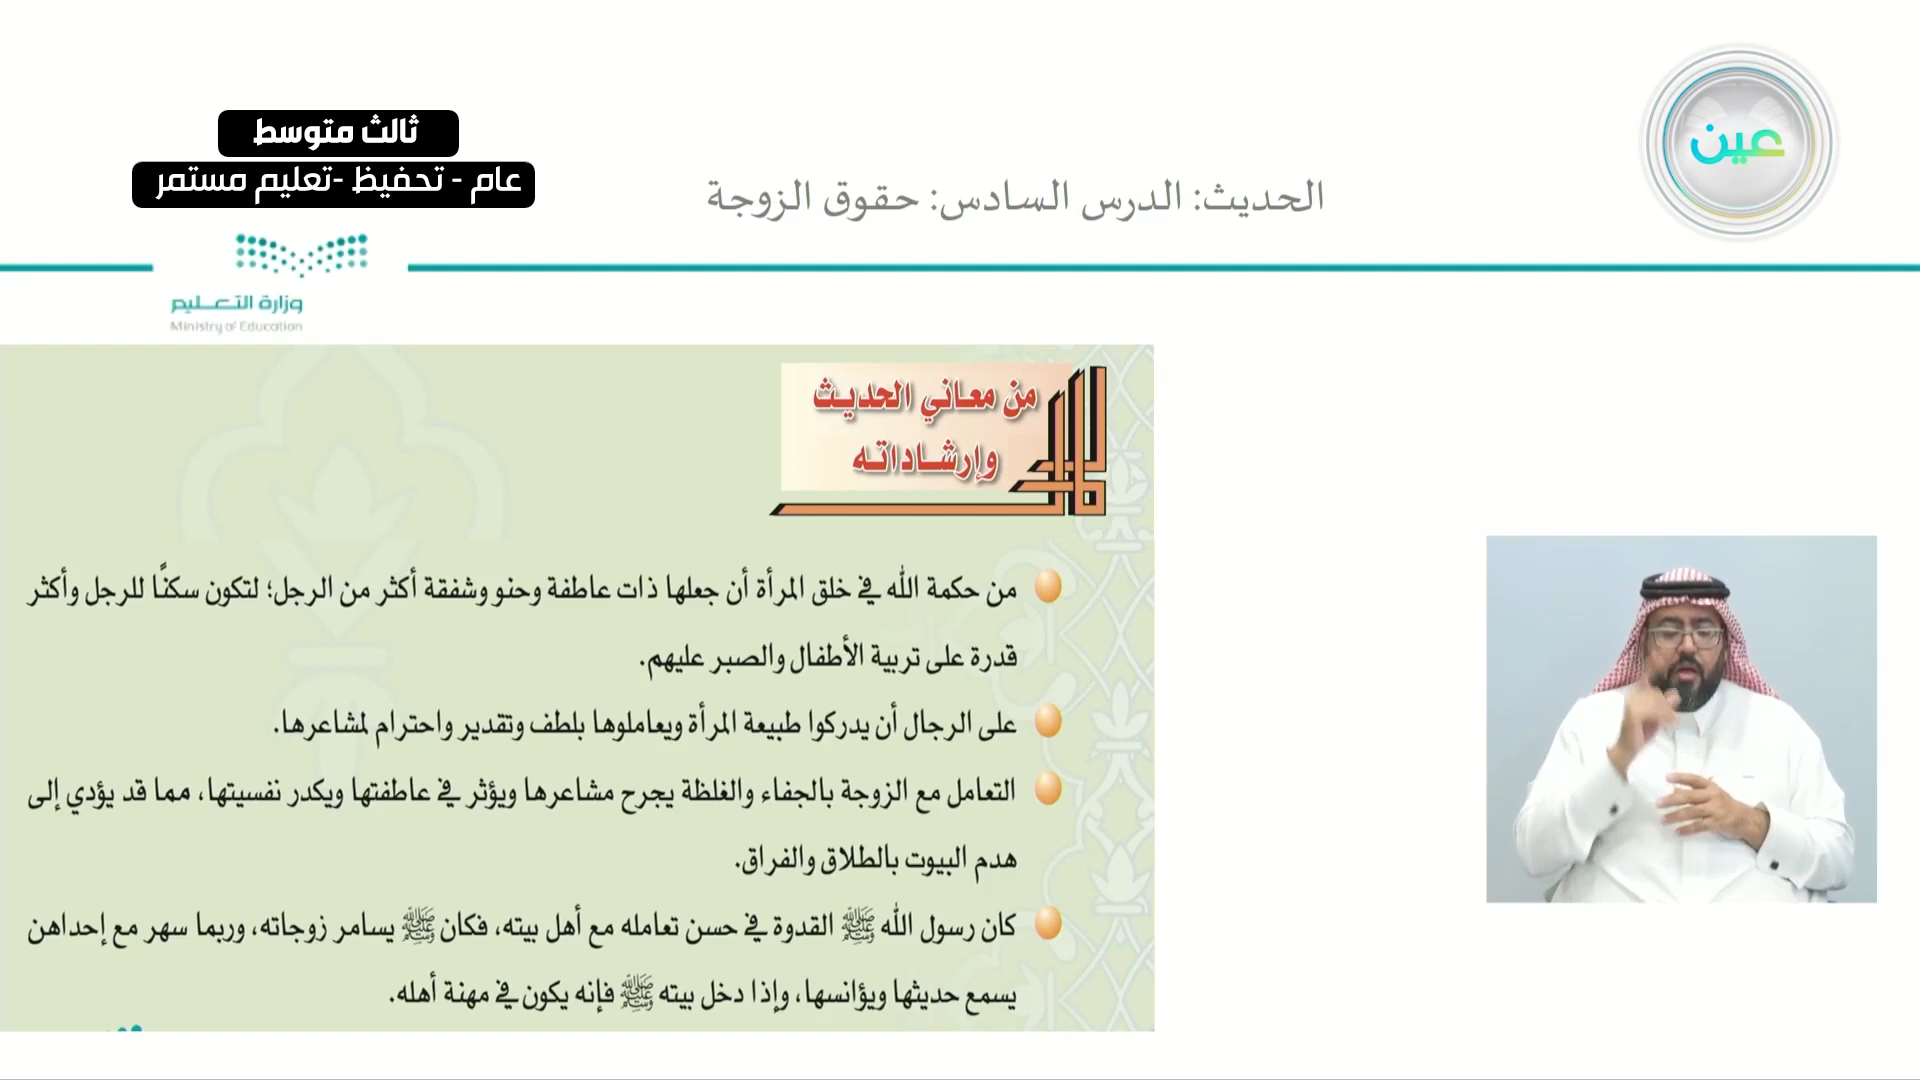 عين
ثالث متوسط
عام - تحفيظ -تعليم مستمر
الحديث: الدرس السادس: حقوق الزوجة
وزارة التعـــليم
Ministry of Education
من معاني الحديث
وإرشاداته
من حكمة الله في خلق المرأة أن جعلها ذات عاطفة وحنو وشفقة أكثر من الرجل؛ لتكون سكنًا للرجل وأكثر
قدرة على تربية الأطفال والصبر عليهم.
على الرجال أن يدركوا طبيعة المرأة ويعاملوها بلطف وتقدير واحترام لمشاعرها.
التعامل مع الزوجة بالجفاء والغلظة يجرح مشاعرها ويؤثر في عاطفتها ويكدر نفسيتها، مما قد يؤدي إلى
هدم البيوت بالطلاق والفراق.
كان رسول الله ﷺ القدوة في حسن تعامله مع أهل بيته، فكان ﷺ يسامر زوجاته، وربما سهر مع إحداهن
يسمع حديثها ويؤانسها، وإذا دخل بيته ﷺ فإنه يكون في مهنة أهله.